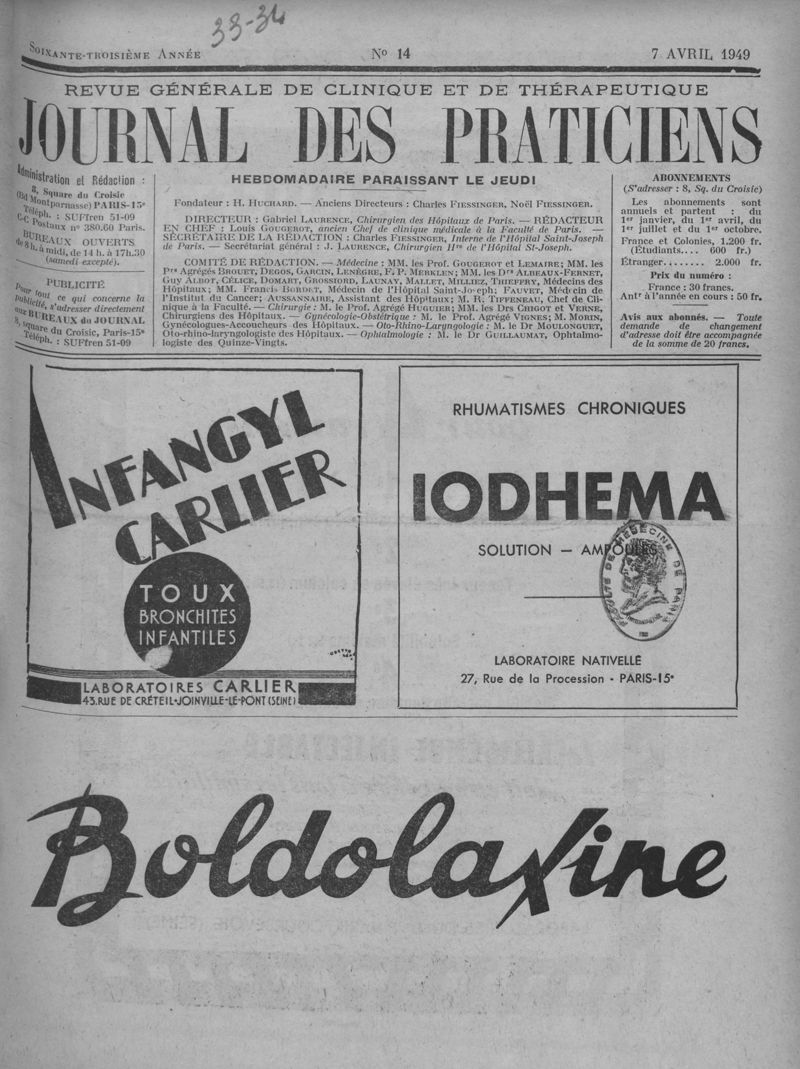 33-34
SOIXANTE-TROISIÈME ANNÉE
No 14
7 AVRIL 1949
REVUE GÉNÉRALE DE CLINIQUE ET DE THÉRAPEUTIQUE
JOURNAL DES PRATICIENS
Administration et Rédaction :
8, Square du Croisic
(Bd Montparnasse) PARIS-15e
Téléph. : SUFfren 51-09
C-C Postaux no 380.60 Paris.
BUREAUX OUVERTS
de 8 h. à midi, de 14 h. à 17h.30
(samedi excepté).
PUBLICITÉ
Pour tout ce qui concerne la
publicité, s'adresser directement
aux BUREAUX du JOURNAL
8, square du Croisic, Paris-15e
Téléph. : SUFfren 51-09
HEBDOMADAIRE PARAISSANT LE JEUDI
Fondateur : H. HUCHARD. — Anciens Directeurs : Charles FIESSINGER, Noël FIESSINGER.
DIRECTEUR : Gabriel LAURENCE, Chirurgien des Hôpitaux de Paris. — RÉDACTEUR
EN CHEF : Louis GOUGEROT, ancien Chef de clinique médicale à la Faculté de Paris. —
SECRÉTAIRE DE LA RÉDACTION : Charles FIESSINGER, Interne de l'Hôpital Saint-Joseph
de Paris. — Secrétariat général : J. LAURENCE, Chirurgien Hre de l'Hôpital St-Joseph.
COMITÉ DE RÉDACTION. — Médecine : MM. les Prof. GOUGEROT et LEMAIRE; MM. les
Prs Agrégés BROUET, DEGOS, GARCIN, LENÈGRE, F. P. MERKLEN; MM. les Drs ALBEAUX-FERNET,
Guy ALBOT, CÉLICE, DOMART, GROSSIORD, LAUNAY, MALLET, MILLIEZ, THIEFFRY, Médecins des
Hôpitaux; MM. Francis BORDET, Médecin de l'Hôpital Saint-Joseph; FAUVET, Médecin de
l'Institut du Cancer; AUSSANNAIRE, Assistant des Hôpitaux; M. R. TIFFENEAU, Chef de Cli-
nique à la Faculté. — Chirurgie : M. le Prof. Agrégé HUGUIER; MM. les Drs CHIGOT et VERNE,
Chirurgiens des Hôpitaux. — Gynécologie-Obstétrique : M. le Prof. Agrégé VIGNES; M. MORIN,
Gynécologues-Accoucheurs des Hôpitaux. — Oto-Rhino-Laryngologie : M. le Dr MOULONGUET,
Oto-rhino-laryngologiste des Hôpitaux. — Ophtalmologie : M. le Dr GUILLAUMAT, Ophtalmo-
logiste des Quinze-Vingts.
ABONNEMENTS
(S'adresser : 8, Sq. du Croisic)
Les abonnements sont
annuels et partent : du
1er janvier, du 1er avril, du
1er juillet et du 1er octobre.
France et Colonies, 1.200 fr.
(Étudiants.... 600 fr.)
Étranger........ 2.000 fr.
Prix du numéro :
France : 30 francs.
Antr à l'année en cours : 50 fr.
Avis aux abonnés. — Toute
demande de changement
d'adresse doit être accompagnée
de la somme de 20 francs.
INFANGYL
CARLIER
TOUX
BRONCHITES
INFANTILES
LABORATOIRES CARLIER
43.RUE DE CRÉTEIL-JOINVILLE-LE-PONT (SEINE)
RHUMATISMES CHRONIQUES
IODHEMA
SOLUTION — AMPOULES
FACULTÉ DE MÉDECINE DE PARIS
LABORATOIRE NATIVELLE
27, Rue de la Procession - PARIS-15e
Boldolaxine